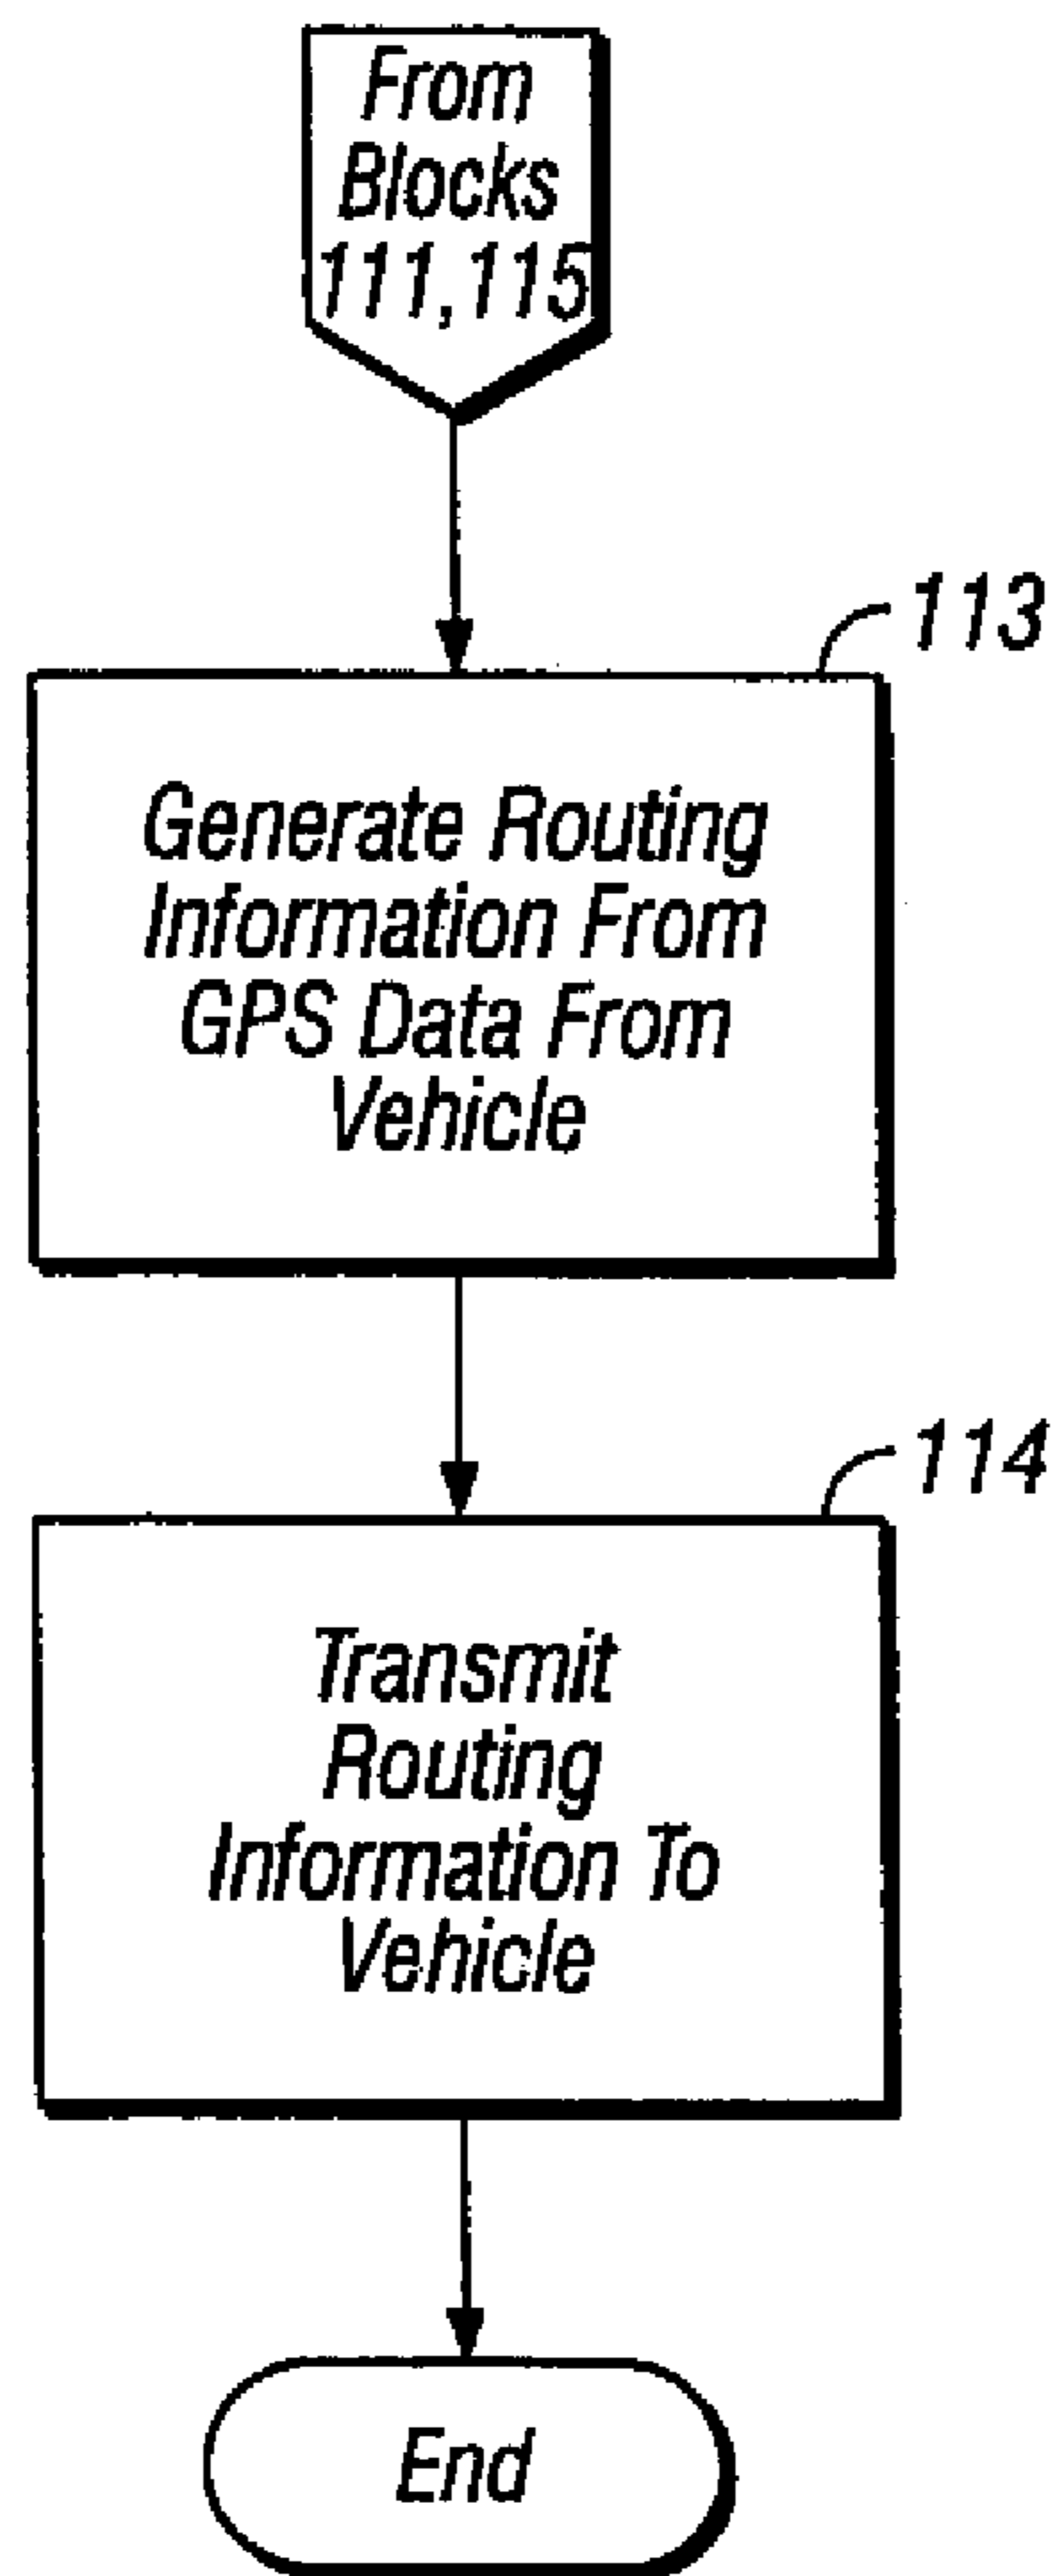 From
Blocks
111, 115
113
Generate Routing
Information From
GPS Data From
Vehicle
114
Transmit
Routing
Information To
Vehicle
End